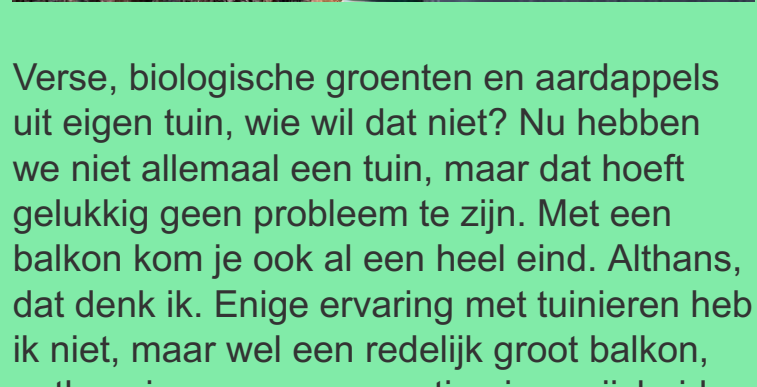 Verse, biologische groenten en aardappels
uit eigen tuin, wie wil dat niet? Nu hebben
we niet allemaal een tuin, maar dat hoeft
gelukkig geen probleem te zijn. Met een
balkon kom je ook al een heel eind. Althans,
dat denk ik. Enige ervaring met tuinieren heb
ik niet, maar wel een redelijk groot balkon,